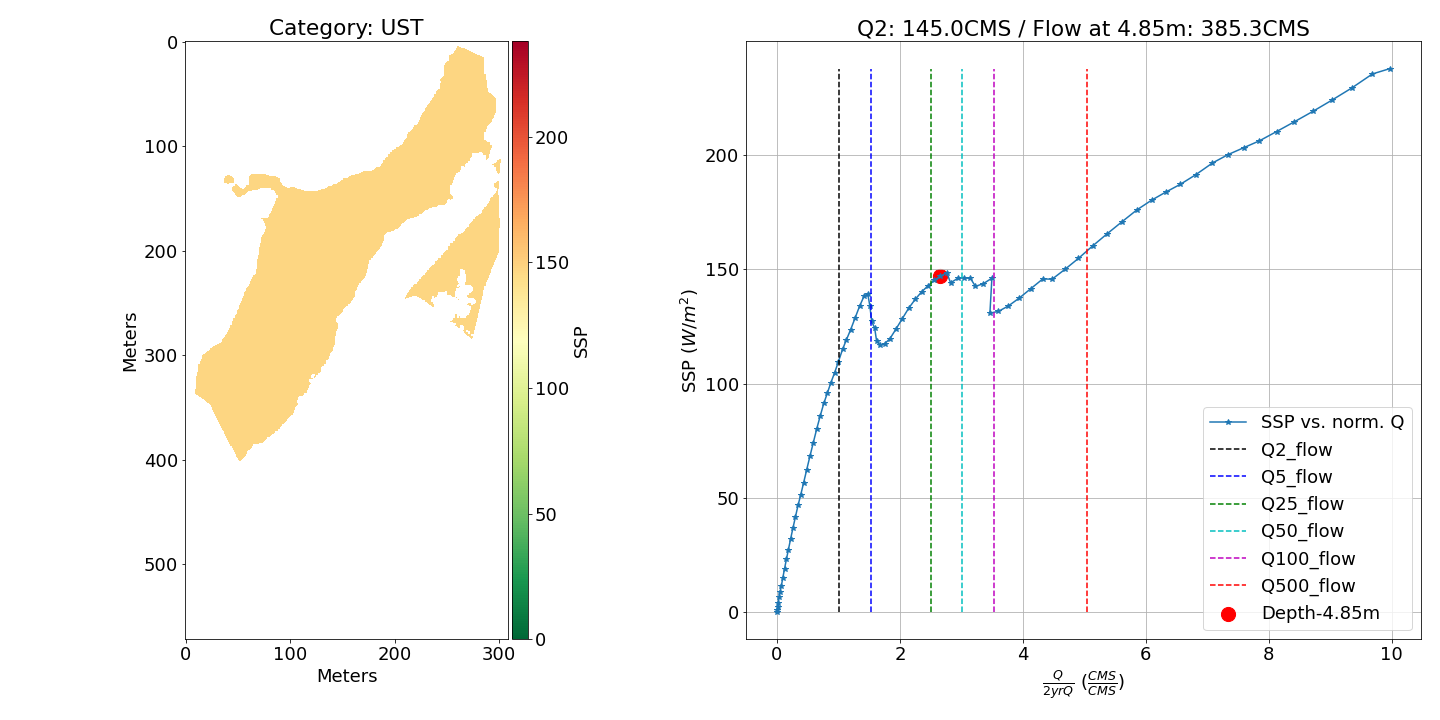 Category: UST
0
100
200
300
400
500
Meters
0
100
200
300
Meters
200
150
100
50
0
SSP
Q2: 145.0CMS / Flow at 4.85m: 385.3CMS
200
150
100
50
0
SSP (W/m²)
0
2
4
6
8
10
Q/2yrQ (CMS/CMS)
SSP vs. norm. Q
Q2_flow
Q5_flow
Q25_flow
Q50_flow
Q100_flow
Q500_flow
Depth-4.85m